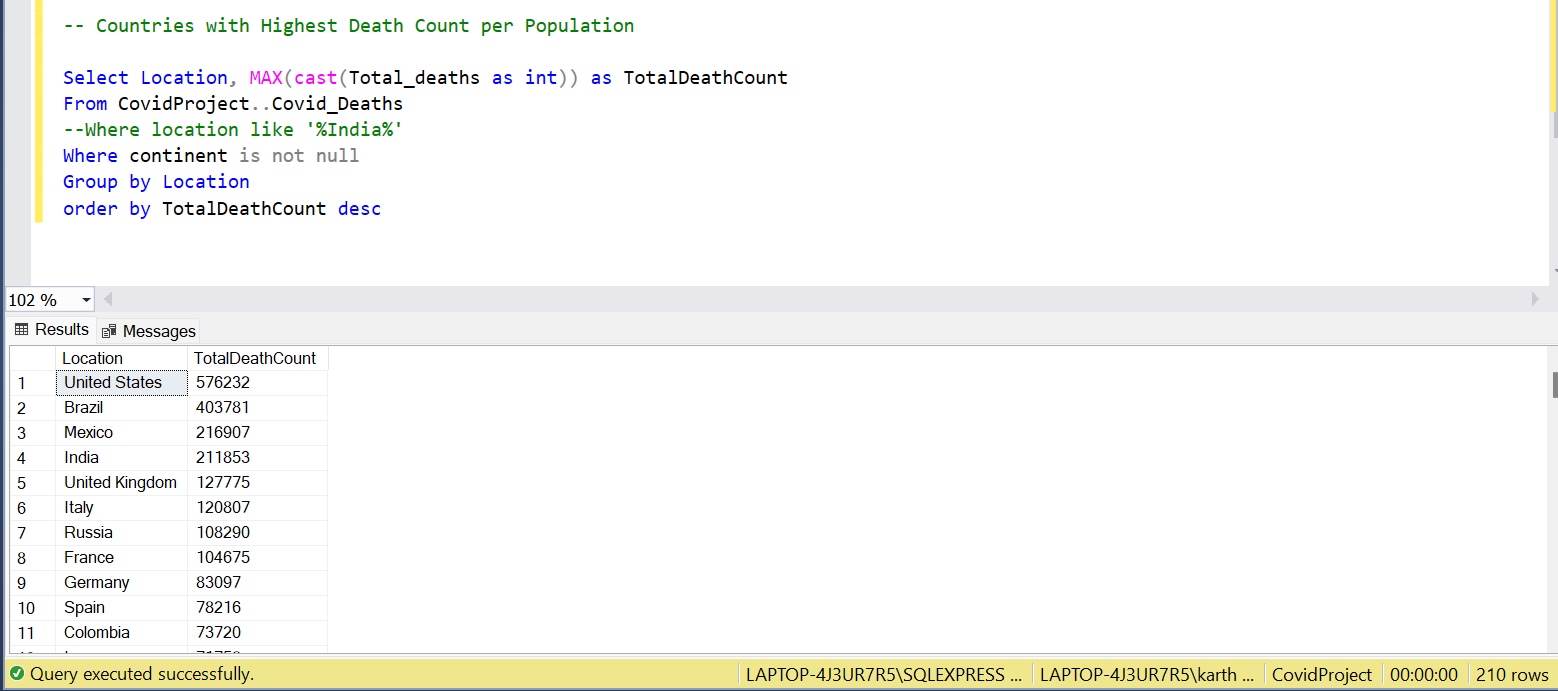 -- Countries with Highest Death Count per Population
Select Location, MAX(cast(Total_deaths as int)) as TotalDeathCount
From CovidProject..Covid_Deaths
--Where location like '%India%'
Where continent is not null
Group by Location
order by TotalDeathCount desc
102 %
Results Messages
Location TotalDeathCount
1 United States 576232
2 Brazil 403781
3 Mexico 216907
4 India 211853
5 United Kingdom 127775
6 Italy 120807
7 Russia 108290
8 France 104675
9 Germany 83097
10 Spain 78216
11 Colombia 73720
Query executed successfully. LAPTOP-4J3UR7R5\SQLEXPRESS ... LAPTOP-4J3UR7R5\karth ... CovidProject 00:00:00 210 rows